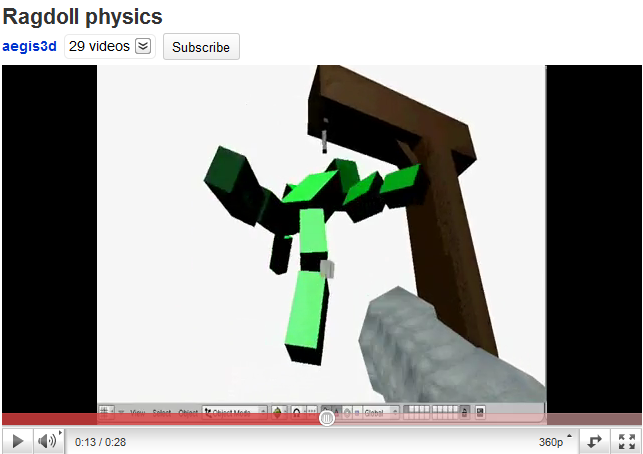 Ragdoll physics
aegis3d 29 videos Subscribe
View Select Object Object Mode Global
0:13 / 0:28 360p